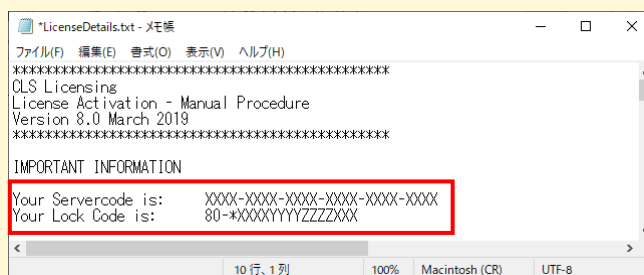 *LicenseDetails.txt - メモ帳
ファイル(F) 編集(E) 書式(O) 表示(V) ヘルプ(H)
***********************************************
CLS Licensing
License Activation - Manual Procedure
Version 8.0 March 2019
***********************************************
IMPORTANT INFORMATION
Your Servercode is: XXXX-XXXX-XXXX-XXXX-XXXX-XXXX
Your Lock Code is: 80-*XXXXYYYYZZZZXXX
10 行、1 列 100% Macintosh (CR) UTF-8